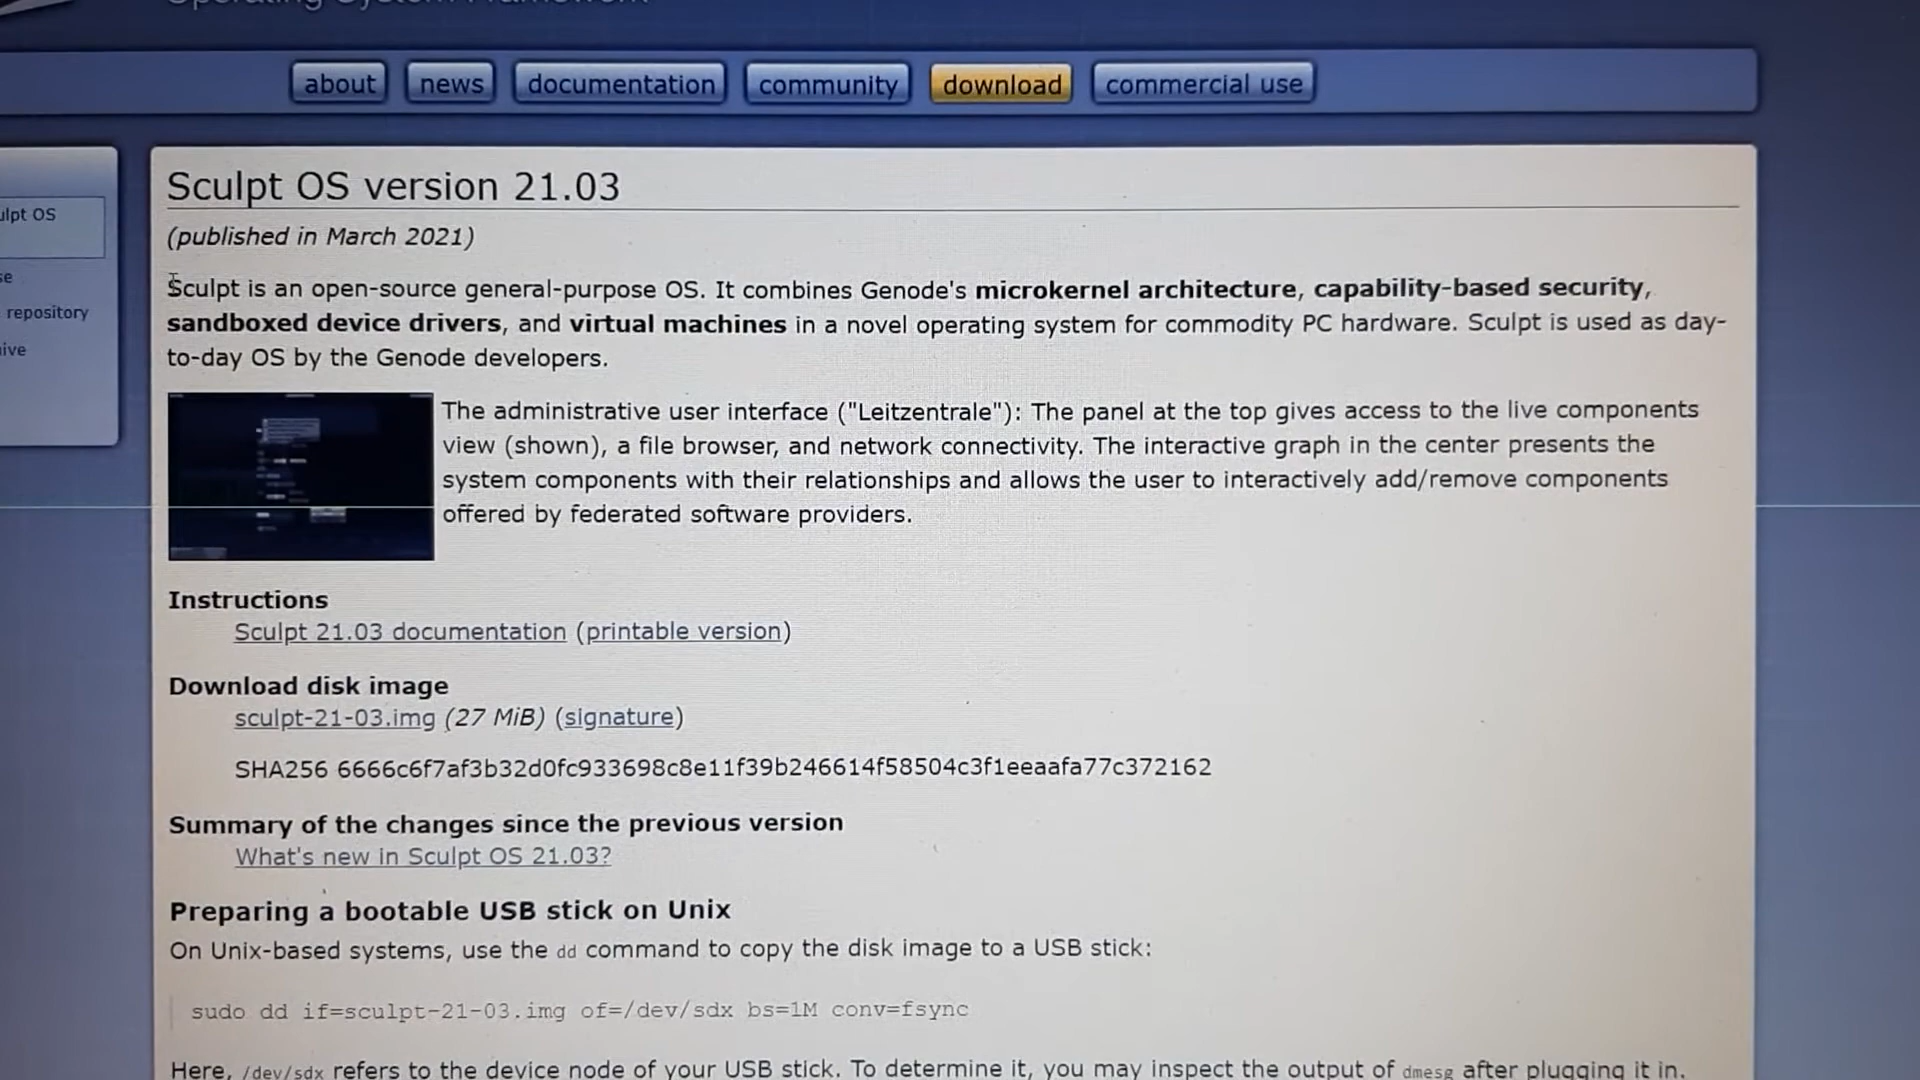 Operating System Framework
about news documentation community download commercial use
Sculpt OS version 21.03
(published in March 2021)
OS
repository
Sculpt is an open-source general-purpose OS. It combines Genode's microkernel architecture, capability-based security,
sandboxed device drivers, and virtual machines in a novel operating system for commodity PC hardware. Sculpt is used as day-
to-day OS by the Genode developers.
The administrative user interface ("Leitzentrale"): The panel at the top gives access to the live components
view (shown), a file browser, and network connectivity. The interactive graph in the center presents the
system components with their relationships and allows the user to interactively add/remove components
offered by federated software providers.
Instructions
Sculpt 21.03 documentation (printable version)
Download disk image
sculpt-21-03.img (27 MiB) (signature)
SHA256 6666c6f7af3b32d0fc933698c8e11f39b246614f58504c3f1eeaafa77c372162
Summary of the changes since the previous version
What's new in Sculpt OS 21.03?
Preparing a bootable USB stick on Unix
On Unix-based systems, use the dd command to copy the disk image to a USB stick:
sudo dd if=sculpt-21-03.img of=/dev/sdx bs=1M conv=fsync
Here, /dev/sdx refers to the device node of your USB stick. To determine it, you may inspect the output of dmesg after plugging it in.